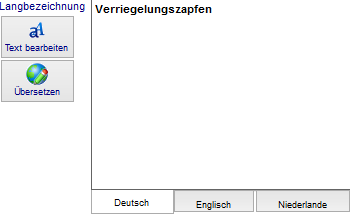 Langbezeichnung
Verriegelungszapfen
Text bearbeiten
Übersetzen
Deutsch
Englisch
Niederlande